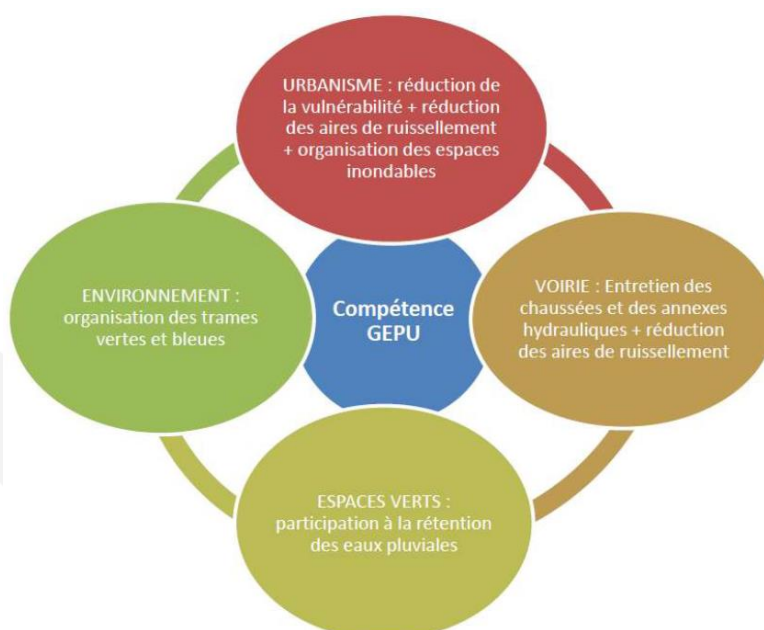 URBANISME : réduction de
la vulnérabilité + réduction
des aires de ruissellement
+ organisation des espaces
inondables
ENVIRONNEMENT :
organisation des trames
vertes et bleues
Compétence
GEPU
VOIRIE : Entretien des
chaussées et des annexes
hydrauliques + réduction
des aires de ruissellement
ESPACES VERTS :
participation à la rétention
des eaux pluviales